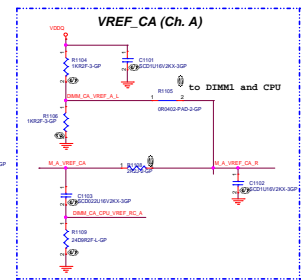 VREF_CA (Ch. A)
VDDQ
R1104
1KR2F-3-GP
C1101
SCD1U16V2KX-3GP
R1105
to DIMM1 and CPU
DIMM_CA_VREF_A_L
1
2
0R0402-PAD-2-GP
R1106
1KR2F-3-GP
M_A_VREF_CA
M_A_VREF_CA_R
C1103
SCD022U16V2KX-3GP
C1102
SCD1U16V2KX-3GP
DIMM_CA_CPU_VREF_RC_A
R1109
24D9R2F-L-GP